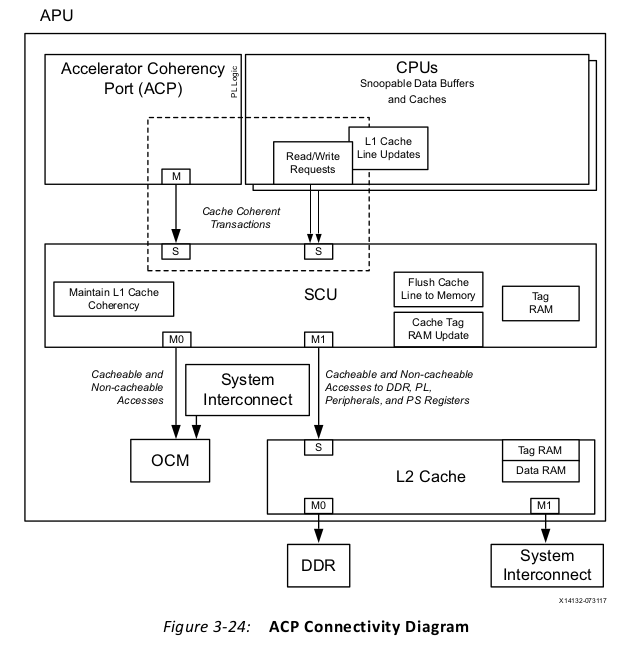 APU
Accelerator Coherency
Port (ACP)
PL Logic
CPUs
Snoopable Data Buffers
and Caches
L1 Cache
Line Updates
Read/Write
Requests
M
Cache Coherent
Transactions
S
S
Maintain L1 Cache
Coherency
SCU
Flush Cache
Line to Memory
Cache Tag
RAM Update
Tag
RAM
M0
M1
Cacheable and
Non-cacheable
Accesses
System
Interconnect
Cacheable and Non-cacheable
Accesses to DDR, PL,
Peripherals, and PS Registers
OCM
S
L2 Cache
Tag RAM
Data RAM
M0
M1
DDR
System
Interconnect
X14132-073117
Figure 3-24: ACP Connectivity Diagram